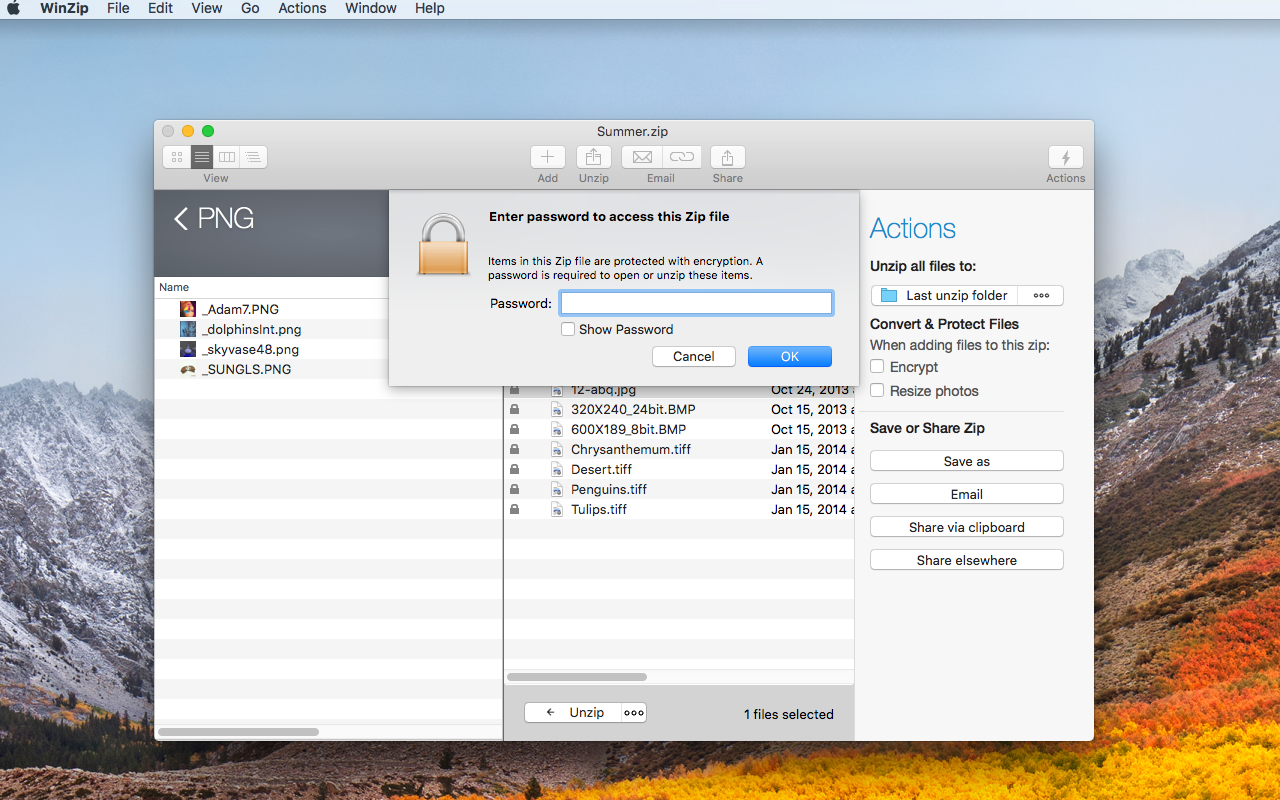 WinZip File Edit View Go Actions Window Help
Summer.zip
View Add Unzip Email Share Actions
PNG
Name
_Adam7.PNG
_dolphinsInt.png
_skyvase48.png
_SUNGLS.PNG
Enter password to access this Zip file
Items in this Zip file are protected with encryption. A
password is required to open or unzip these items.
Password:
Show Password
Cancel OK
12-abq.jpg Oct 24, 2013 a
320X240_24bit.BMP Oct 15, 2013 a
600X189_8bit.BMP Oct 15, 2013 a
Chrysanthemum.tiff Jan 15, 2014 a
Desert.tiff Jan 15, 2014 a
Penguins.tiff Jan 15, 2014 a
Tulips.tiff Jan 15, 2014 a
Unzip 1 files selected
Actions
Unzip all files to:
Last unzip folder
Convert & Protect Files
When adding files to this zip:
Encrypt
Resize photos
Save or Share Zip
Save as
Email
Share via clipboard
Share elsewhere